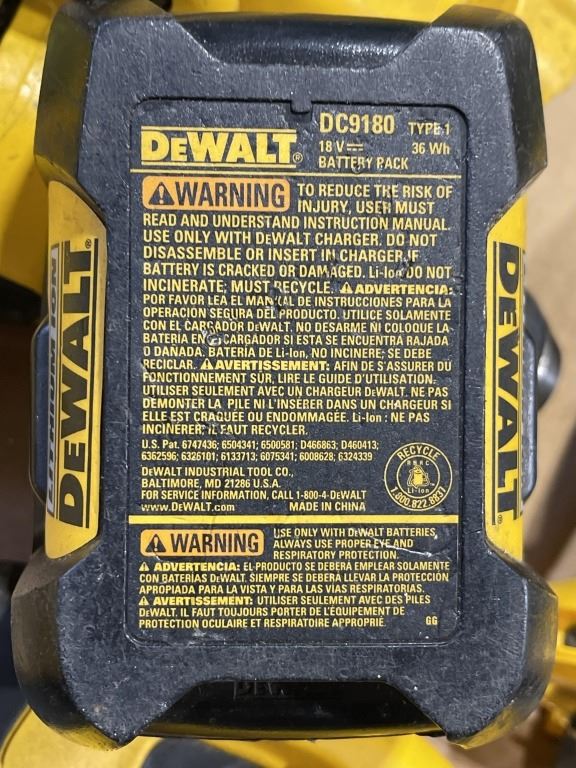 DEWALT®
DC9180 TYPE 1
18 V 36 Wh
BATTERY PACK
WARNING TO REDUCE THE RISK OF
INJURY, USER MUST
READ AND UNDERSTAND INSTRUCTION MANUAL.
USE ONLY WITH DEWALT CHARGER. DO NOT
DISASSEMBLE OR INSERT IN CHARGER IF
BATTERY IS CRACKED OR DAMAGED. Li-Ion DO NOT
INCINERATE; MUST RECYCLE. ADVERTENCIA:
POR FAVOR LEA EL MANUAL DE INSTRUCCIONES PARA LA
OPERACION SEGURA DEL PRODUCTO. UTILICE SOLAMENTE
CON EL CARGADOR DEWALT. NO DESARME NI COLOQUE LA
BATERIA EN CARGADOR SI ESTA SE ENCUENTRA RAJADA
O DAÑADA. BATERIA DE Li-Ion, NO INCINERE; SE DEBE
RECICLAR. AVERTISSEMENT: AFIN DE S'ASSURER DU
FONCTIONNEMENT SÛR, LIRE LE GUIDE D'UTILISATION.
UTILISER SEULEMENT AVEC UN CHARGEUR DEWALT. NE PAS
DEMONTER LA PILE NI L'INSÉRER DANS UN CHARGEUR SI
ELLE EST CRAQUÉE OU ENDOMMAGEE. Li-Ion : NE PAS
INCINÉRER; IL FAUT RECYCLER.
U.S. Pat. 6747436; 6504341; 6500581; D466863; D460413;
6362596; 6326101; 6133713; 6075341; 6008628; 6324339
DEWALT INDUSTRIAL TOOL CO.,
BALTIMORE, MD 21286 U.S.A.
FOR SERVICE INFORMATION, CALL 1-800-4-DEWALT
www.DEWALT.com MADE IN CHINA
RECYCLE
RBRC
Li-Ion
1.800.822.8837
WARNING USE ONLY WITH DEWALT BATTERIES,
ALWAYS USE PROPER EYE AND
RESPIRATORY PROTECTION.
ADVERTENCIA: EL PRODUCTO SE DEBERA EMPLEAR SOLAMENTE
CON BATERÍAS DEWALT. SIEMPRE SE DEBERA LLEVAR LA PROTECCIÓN
APROPIADA PARA LA VISTA Y PARA LAS VIAS RESPIRATORIAS.
AVERTISSEMENT: UTILISER SEULEMENT AVEC DES PILES
DEWALT. IL FAUT TOUJOURS PORTER DE L'ÉQUIPEMENT DE
PROTECTION OCULAIRE ET RESPIRATOIRE APPROPRIÉ. GG
DEWALT®
DEWALT®